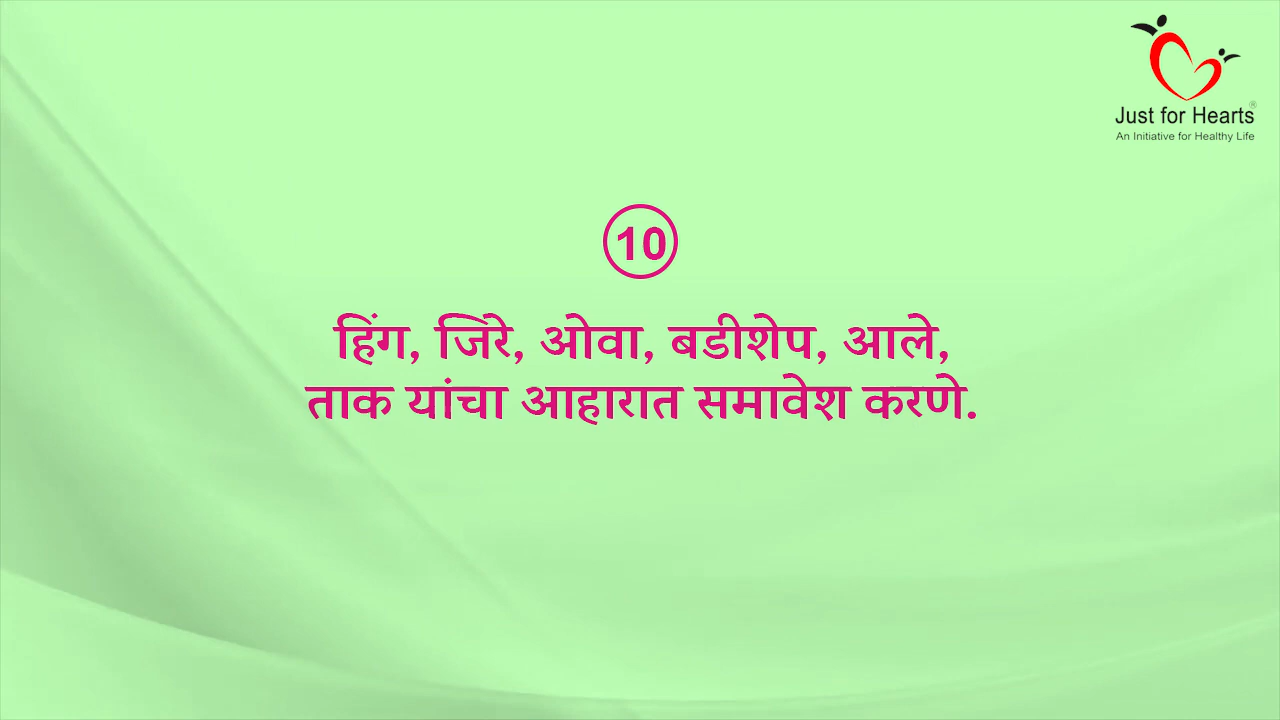 Just for Hearts®
An Initiative for Healthy Life
10
हिंग, जिरे, ओवा, बडीशेप, आले,
ताक यांचा आहारात समावेश करणे.